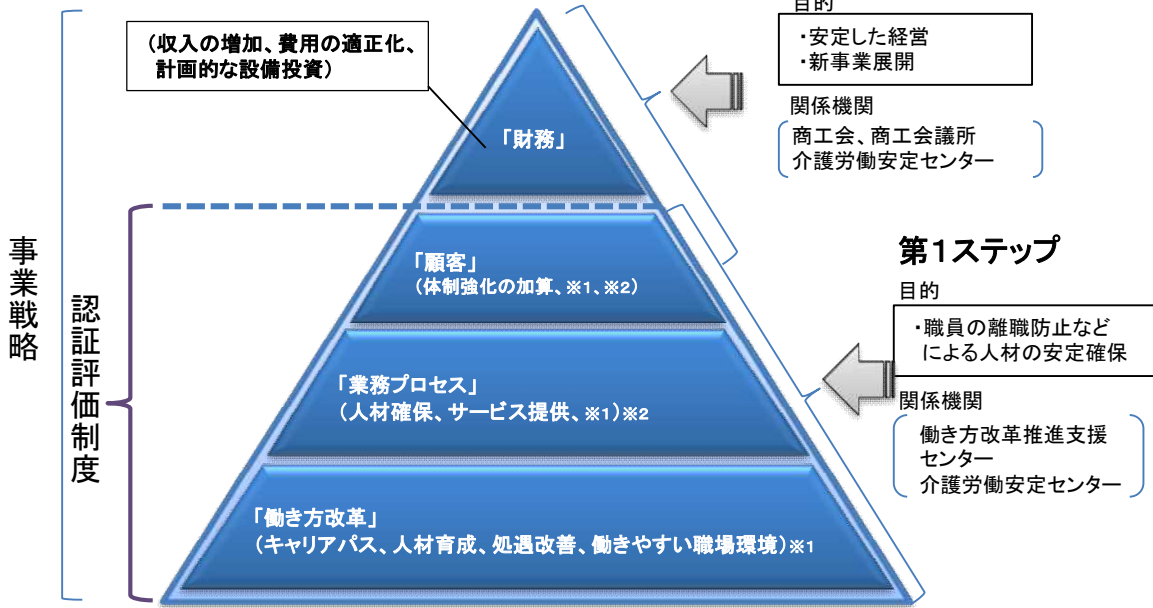 目的
・安定した経営
・新事業展開
関係機関
商工会、商工会議所
介護労働安定センター
(収入の増加、費用の適正化、
計画的な設備投資)
「財務」
「顧客」
(体制強化の加算、※1、※2)
「業務プロセス」
(人材確保、サービス提供、※1)※2
「働き方改革」
(キャリアパス、人材育成、処遇改善、働きやすい職場環境)※1
事業戦略
認証評価制度
第1ステップ
目的
・職員の離職防止など
による人材の安定確保
関係機関
働き方改革推進支援
センター
介護労働安定センター